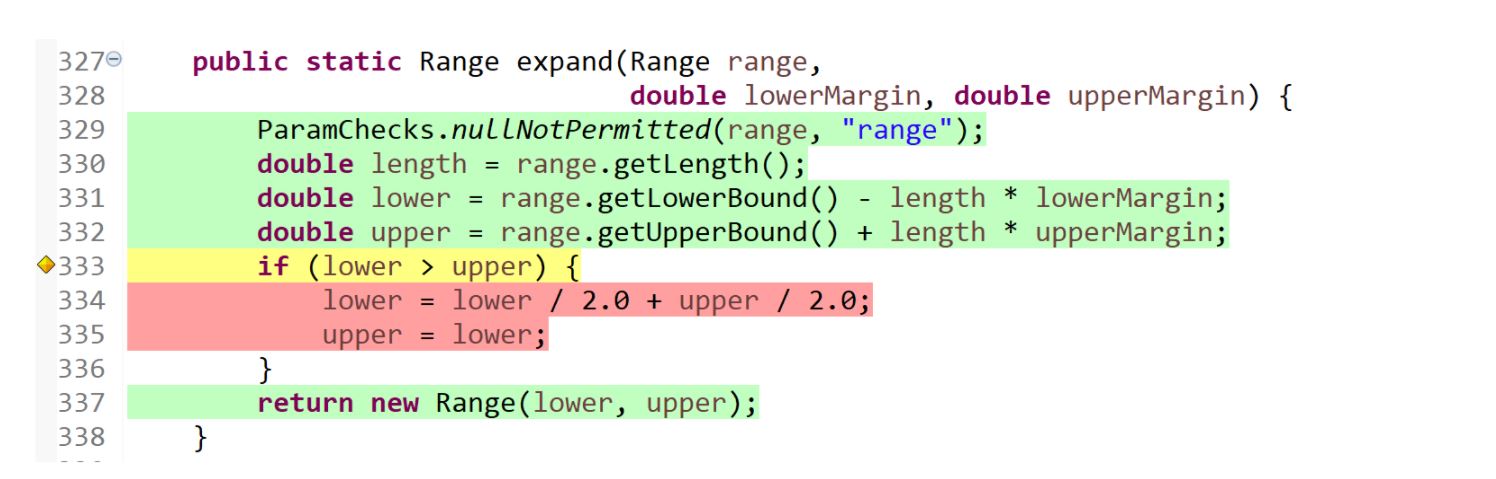 327 public static Range expand(Range range,
328 double lowerMargin, double upperMargin) {
329 ParamChecks.nullNotPermitted(range, "range");
330 double length = range.getLength();
331 double lower = range.getLowerBound() - length * lowerMargin;
332 double upper = range.getUpperBound() + length * upperMargin;
333 if (lower > upper) {
334 lower = lower / 2.0 + upper / 2.0;
335 upper = lower;
336 }
337 return new Range(lower, upper);
338 }